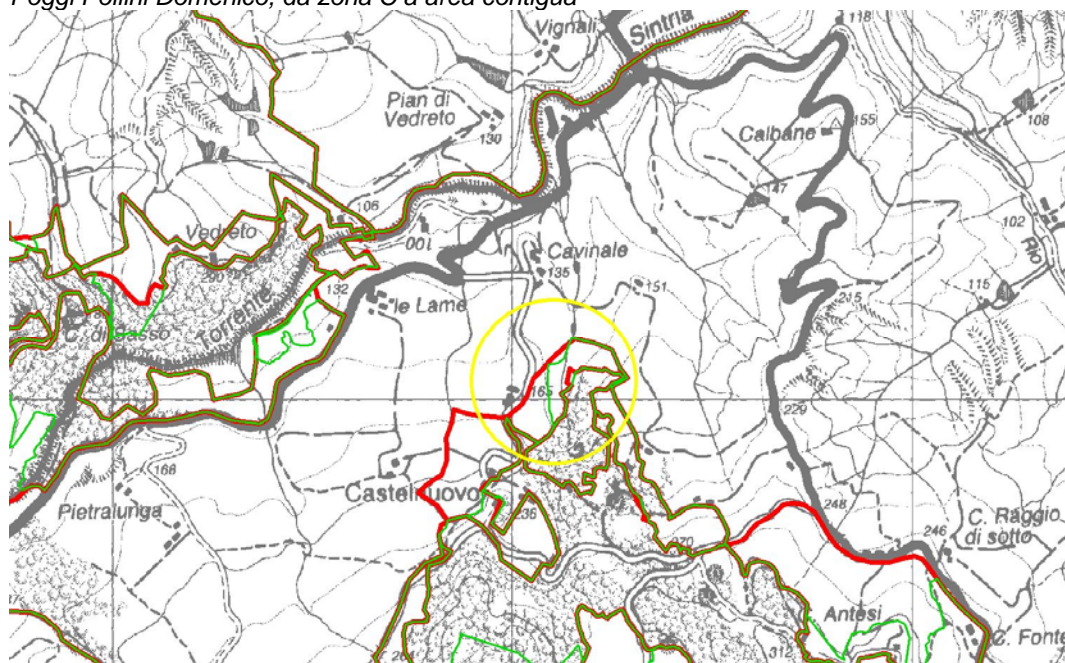 Poggi Pollini Domenico, da zona C a area contigua
118
Vignali
Sintria
Pian di
Vedreto
130
Calbane
155
108
147
106
Vedreto
100
102
Rio
Cavinale
135
151
115
132
le Lame
215
Torrente
165
229
168
Castelnuovo
Pietralunga
236
248
246
C. Raggio
di sotto
270
Antesi
C. Fonte
312